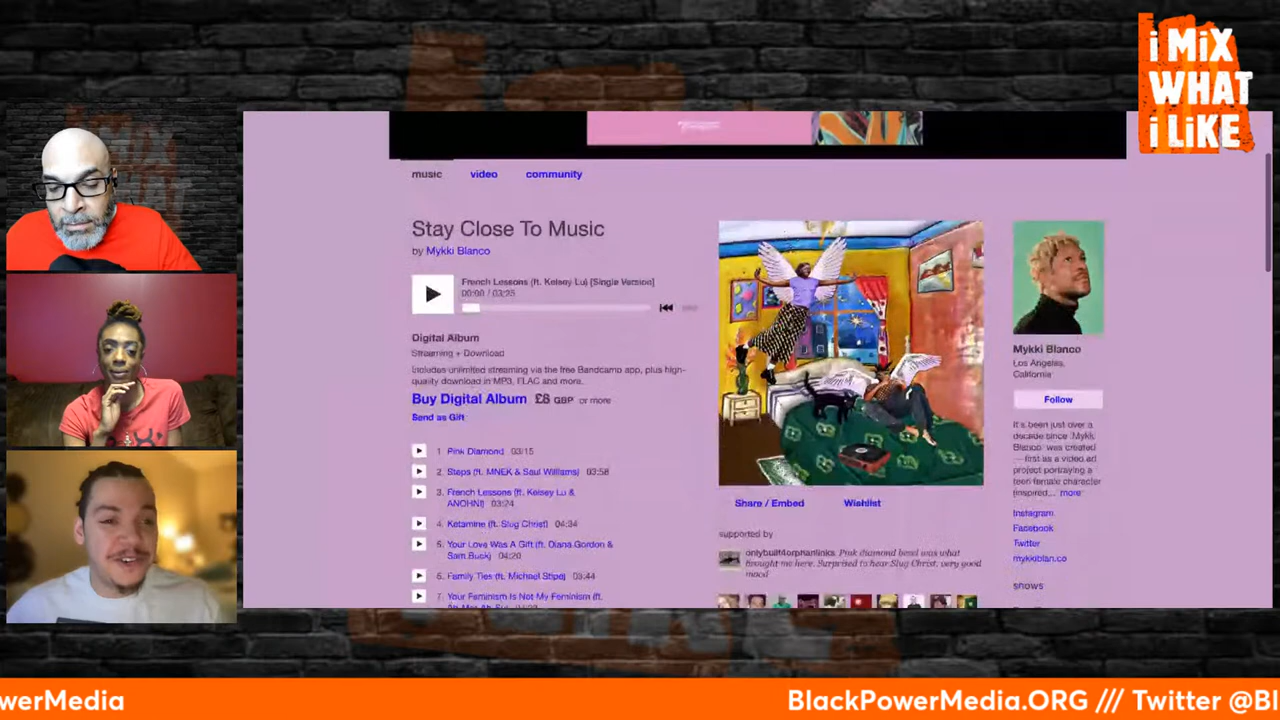 i MiX
WHAT
i LiKE
music
video
community
Stay Close To Music
by Mykki Blanco
French Lessons (ft. Kelsey Lu) [Single Version]
00:00 / 03:25
Digital Album
Streaming + Download
Includes unlimited streaming via the free Bandcamp app, plus high-
quality download in MP3, FLAC and more.
Buy Digital Album £8 GBP or more
Send as Gift
1. Pink Diamond 03:15
2. Steps (ft. MNEK & Saul Williams) 03:58
3. French Lessons (ft. Kelsey Lu &
ANOHNI) 03:24
4. Ketamine (ft. Slug Christ) 04:34
5. Your Love Was A Gift (ft. Diana Gordon &
Sam Buck) 04:20
6. Family Ties (ft. Michael Stipe) 03:44
7. Your Feminism Is Not My Feminism (ft.
Share / Embed
Wishlist
supported by
onlybuilt4orphanlinks Pink diamond bezel was what
brought me here. Surprised to hear Slug Christ, very good
mood
Mykki Blanco
Los Angeles,
California
Follow
It's been just over a
decade since 'Mykki
Blanco' was created
— first as a video art
project portraying a
teen female character
(inspired... more
Instagram
Facebook
Twitter
mykkiblan.co
shows
werMedia
BlackPowerMedia.ORG /// Twitter @Bl